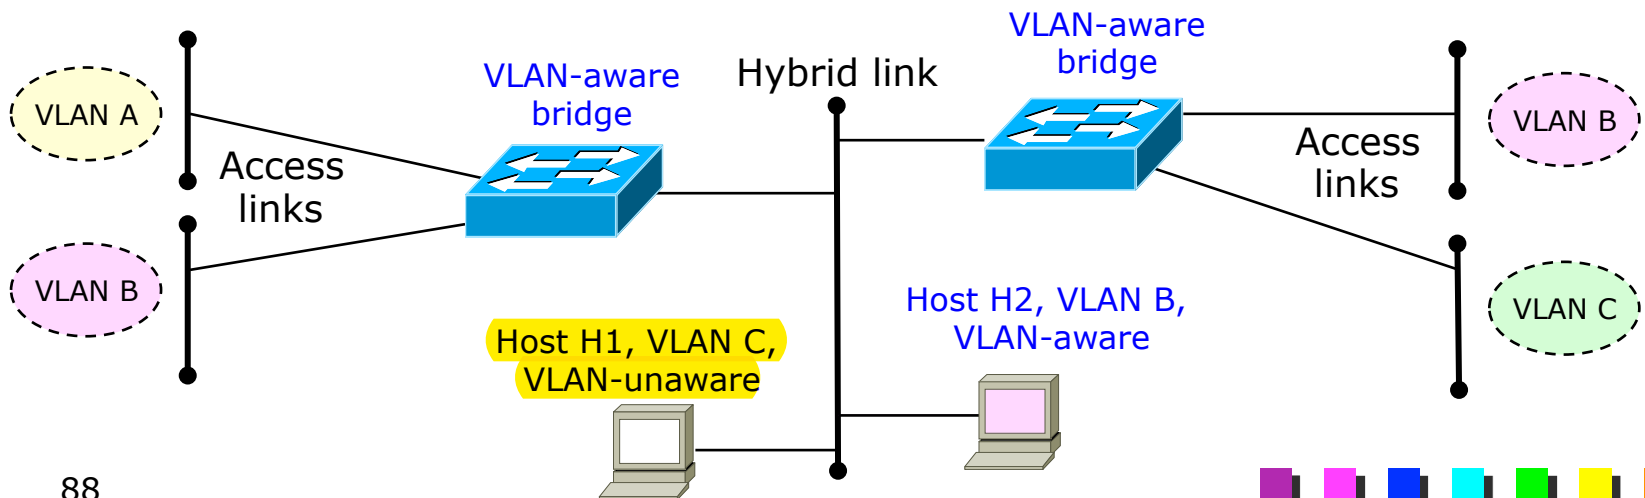 VLAN A
VLAN B
Access
links
VLAN-aware
bridge
Hybrid link
VLAN-aware
bridge
Access
links
VLAN B
VLAN C
Host H1, VLAN C,
VLAN-unaware
Host H2, VLAN B,
VLAN-aware
88